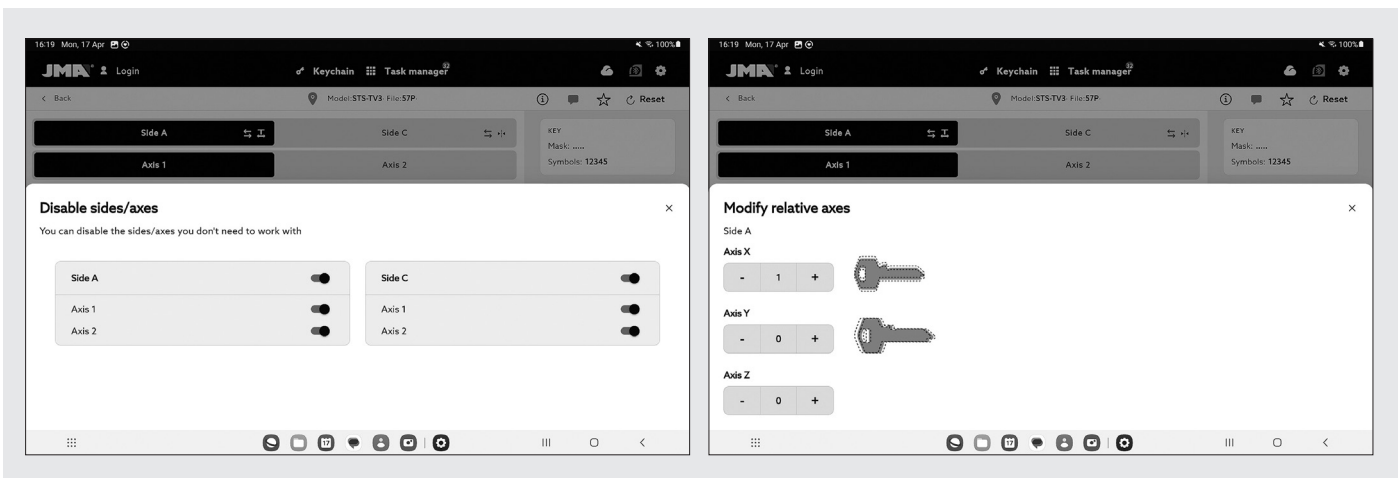 16:19 Mon, 17 Apr
100%
JMA Login
Keychain Task manager 32
Back
Model:STS-TV3- File:57P-
Reset
Side A
Side C
Axis 1
Axis 2
KEY
Mask: .....
Symbols: 12345
Disable sides/axes
You can disable the sides/axes you don't need to work with
Side A
Axis 1
Axis 2
Side C
Axis 1
Axis 2
17
16:19 Mon, 17 Apr
100%
JMA Login
Keychain Task manager 32
Back
Model:STS-TV3- File:57P-
Reset
Side A
Side C
Axis 1
Axis 2
KEY
Mask: .....
Symbols: 12345
Modify relative axes
Side A
Axis X
- 1 +
Axis Y
- 0 +
Axis Z
- 0 +
17